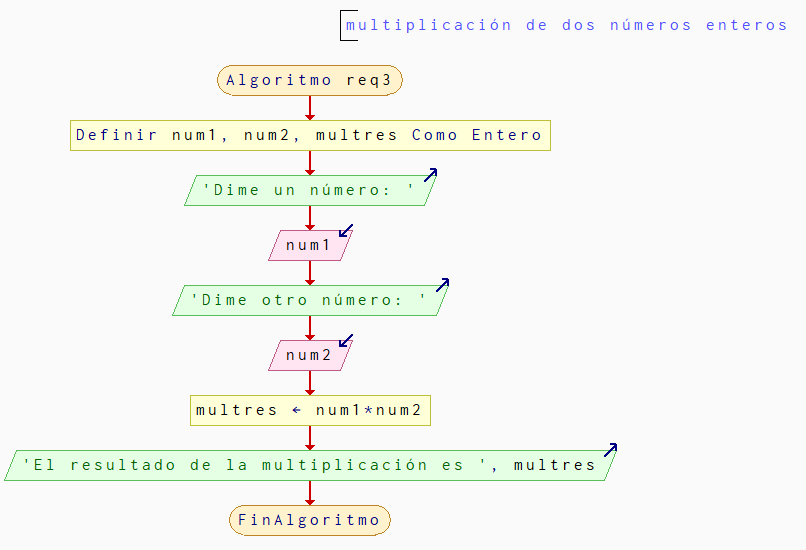 multiplicación de dos números enteros
Algoritmo req3
Definir num1, num2, multres Como Entero
'Dime un número: '
num1
'Dime otro número: '
num2
multres ← num1*num2
'El resultado de la multiplicación es ', multres
FinAlgoritmo